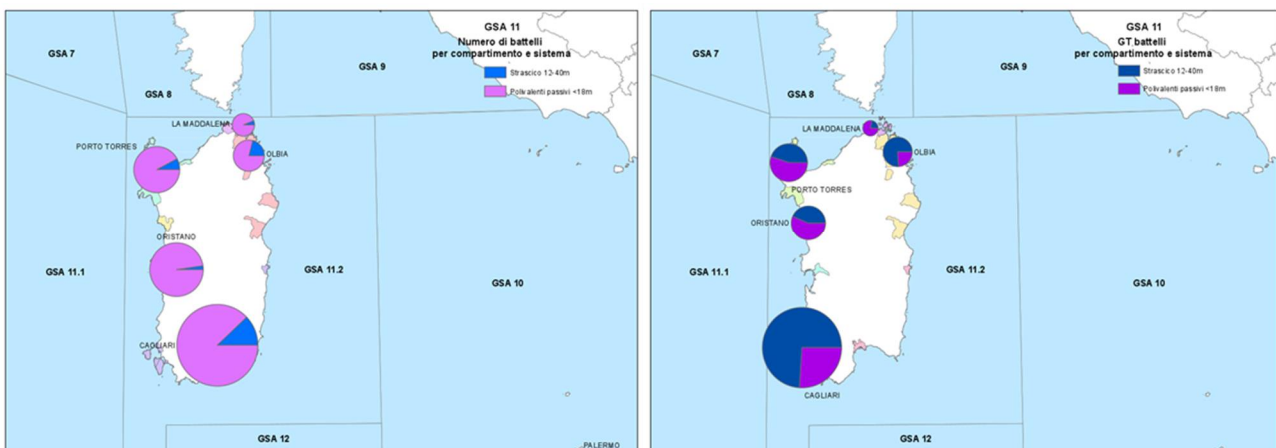 GSA 11
Numero di battelli
per compartimento e sistema
Strascico 12-40m
Polivalenti passivi <18m
GSA 7
GSA 9
GSA 8
LA MADDALENA
PORTO TORRES
OLBIA
ORISTANO
GSA 11.1
GSA 11.2
GSA 10
CAGLIARI
GSA 12
PALERMO
GSA 11
GT battelli
per compartimento e sistema
Strascico 12-40m
Polivalenti passivi <18m
GSA 7
GSA 9
GSA 8
LA MADDALENA
OLBIA
PORTO TORRES
ORISTANO
GSA 11.1
GSA 11.2
GSA 10
CAGLIARI
GSA 12
PALERMO